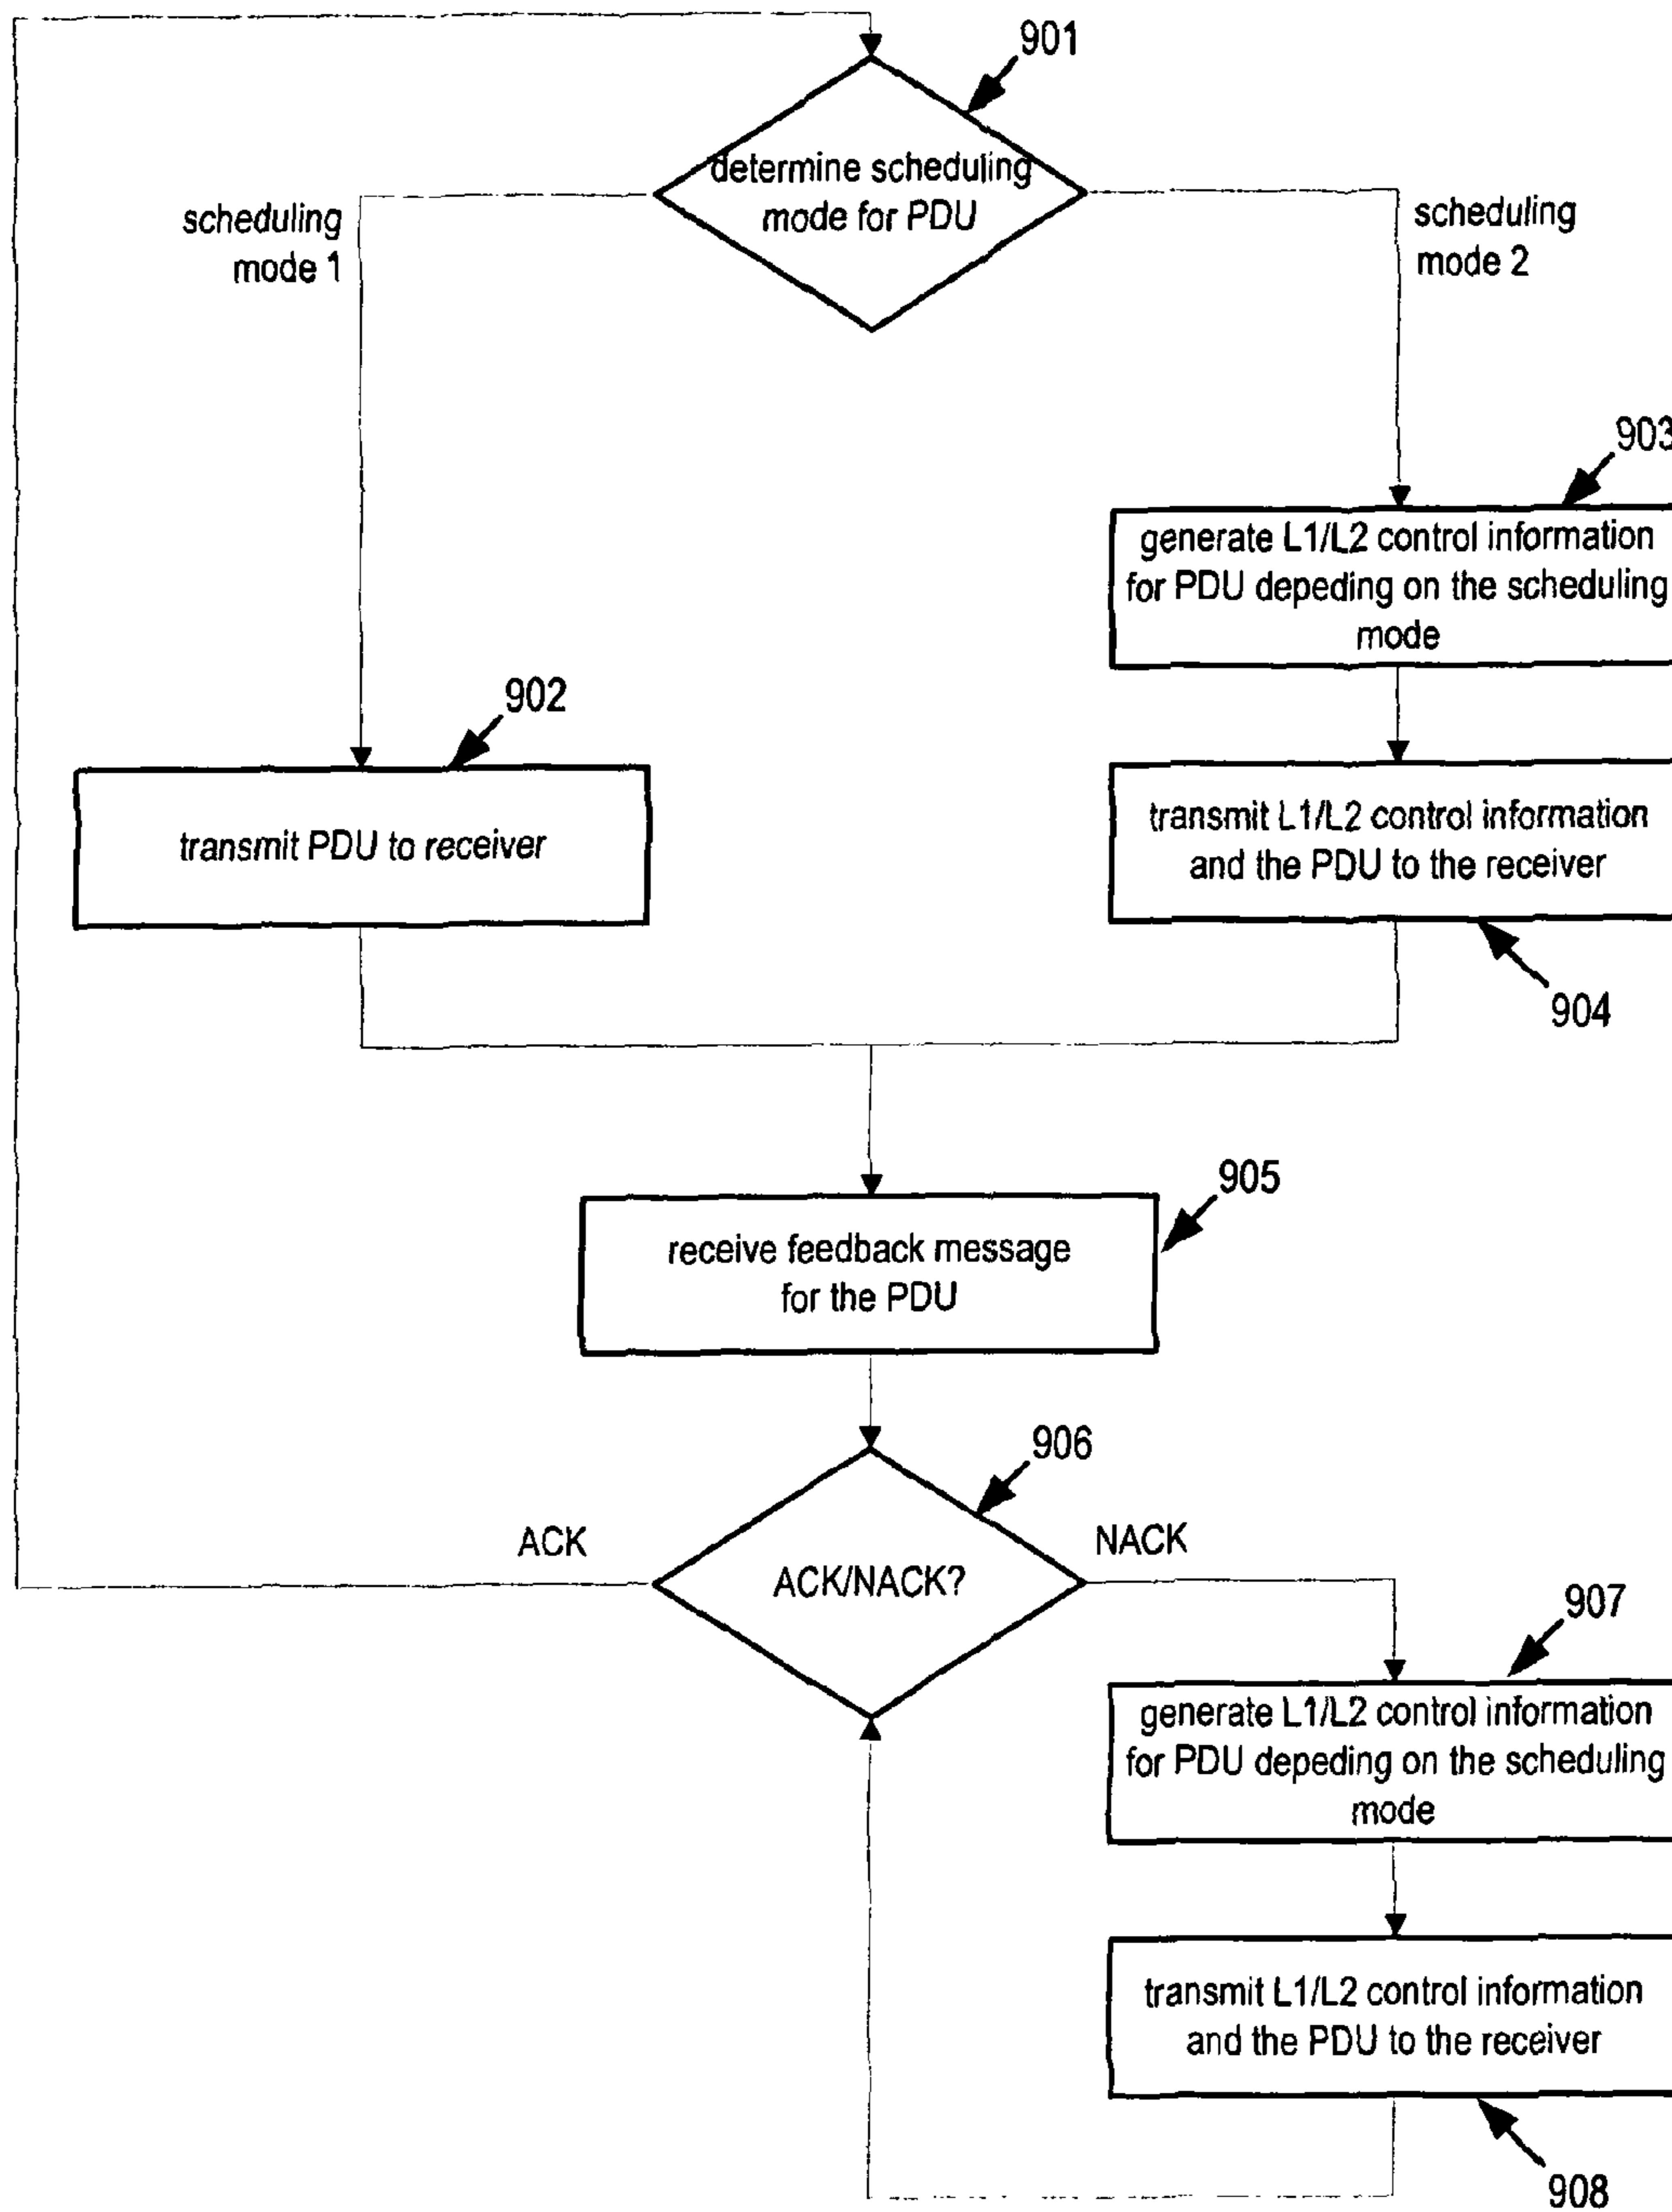 901
determine scheduling
mode for PDU
scheduling
mode 1
scheduling
mode 2
903
generate L1/L2 control information
for PDU depeding on the scheduling
mode
902
transmit PDU to receiver
transmit L1/L2 control information
and the PDU to the receiver
904
905
receive feedback message
for the PDU
906
ACK
ACK/NACK?
NACK
907
generate L1/L2 control information
for PDU depeding on the scheduling
mode
transmit L1/L2 control information
and the PDU to the receiver
908